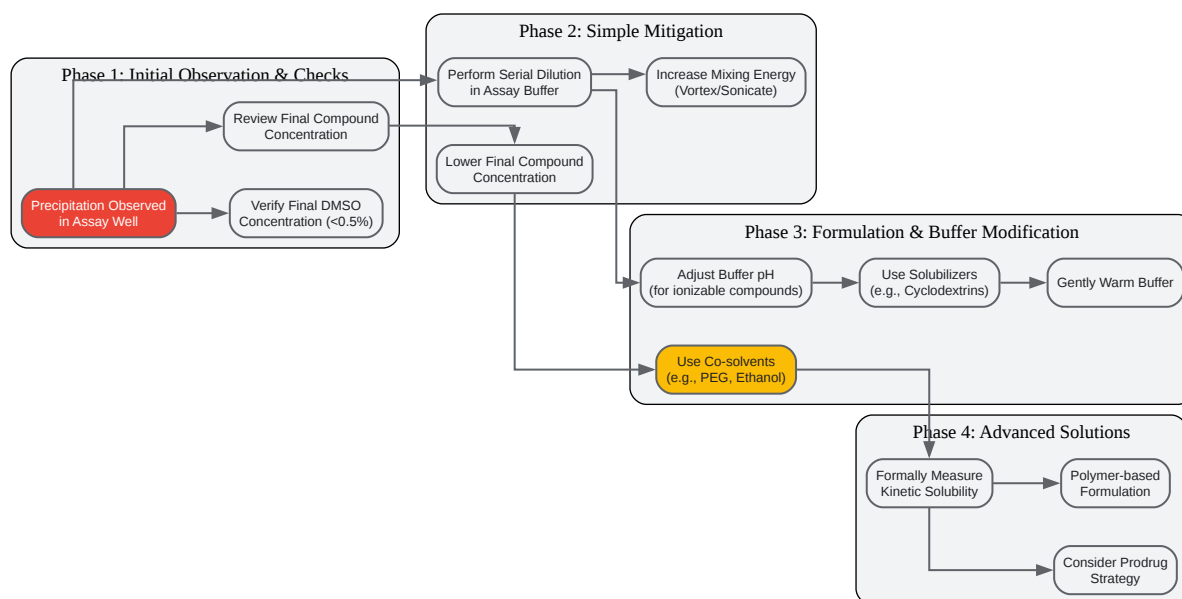 Phase 1: Initial Observation & Checks
Review Final Compound
Concentration
Precipitation Observed
in Assay Well
Verify Final DMSO
Concentration (<0.5%)
Phase 2: Simple Mitigation
Perform Serial Dilution
in Assay Buffer
Increase Mixing Energy
(Vortex/Sonicate)
Lower Final Compound
Concentration
Phase 3: Formulation & Buffer Modification
Adjust Buffer pH
(for ionizable compounds)
Use Solubilizers
(e.g., Cyclodextrins)
Gently Warm Buffer
Use Co-solvents
(e.g., PEG, Ethanol)
Phase 4: Advanced Solutions
Formally Measure
Kinetic Solubility
Polymer-based
Formulation
Consider Prodrug
Strategy